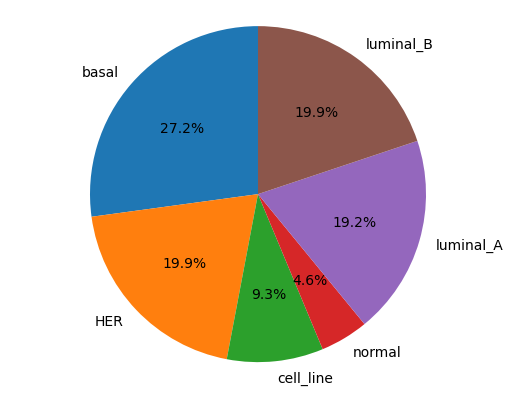 luminal_B
basal
19.9%
27.2%
19.2%
luminal_A
19.9%
4.6%
9.3%
HER
normal
cell_line